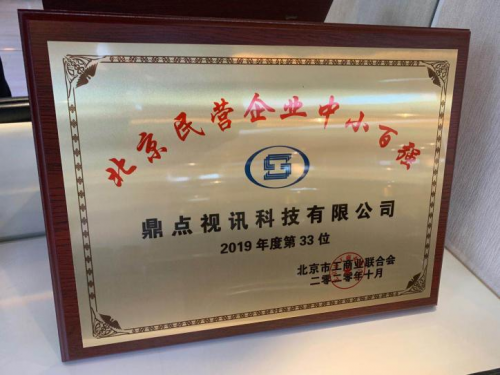 北京民营企业中小百强
鼎点视讯科技有限公司
2019 年度第 33 位
北京市工商业联合会
二零二零年十月